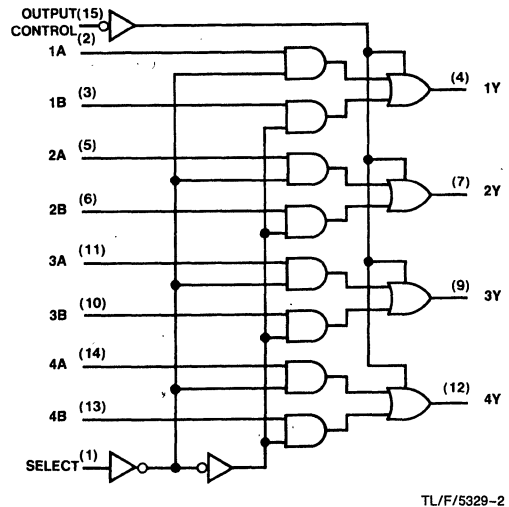 OUTPUT(15)
CONTROL
1A (2)
(4) 1Y
1B (3)
2A (5)
(7) 2Y
2B (6)
3A (11)
(9) 3Y
3B (10)
4A (14)
(12) 4Y
4B (13)
SELECT(1)
TL/F/5329-2